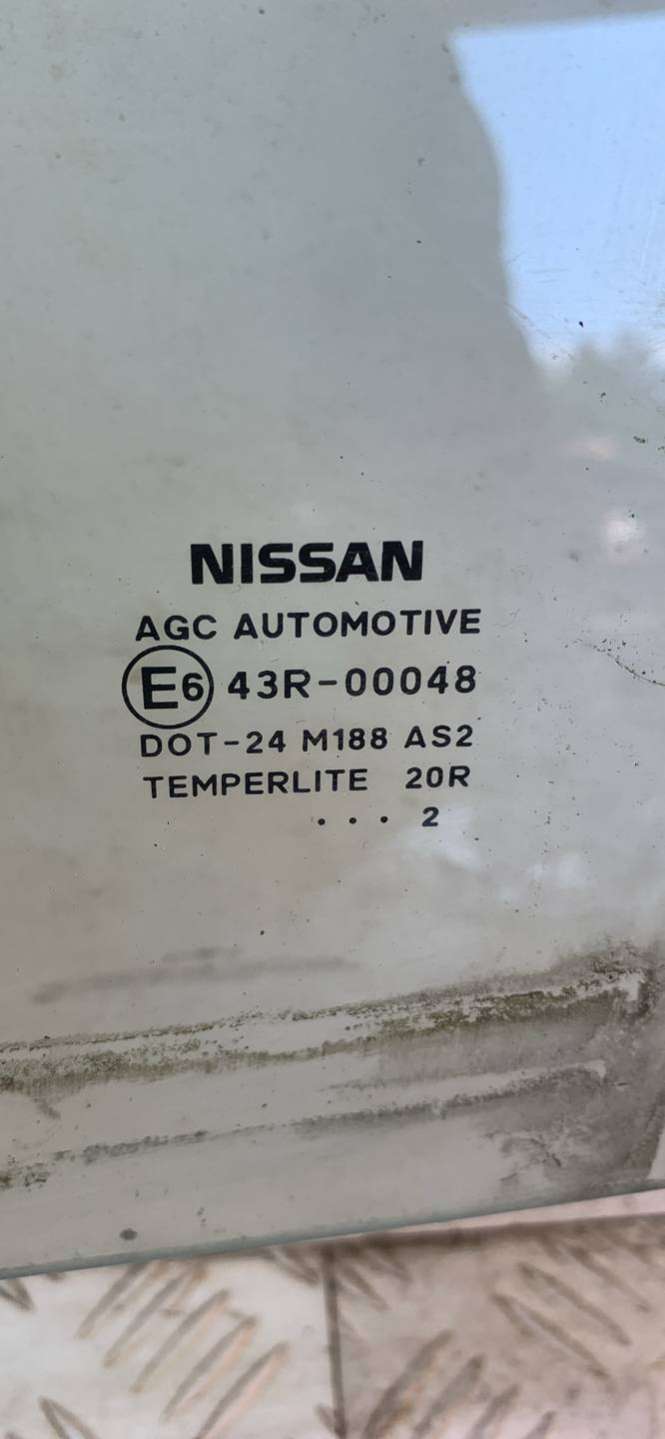 NISSAN
AGC AUTOMOTIVE
E6 43R-00048
DOT-24 M188 AS2
TEMPERLITE 20R
. . . 2